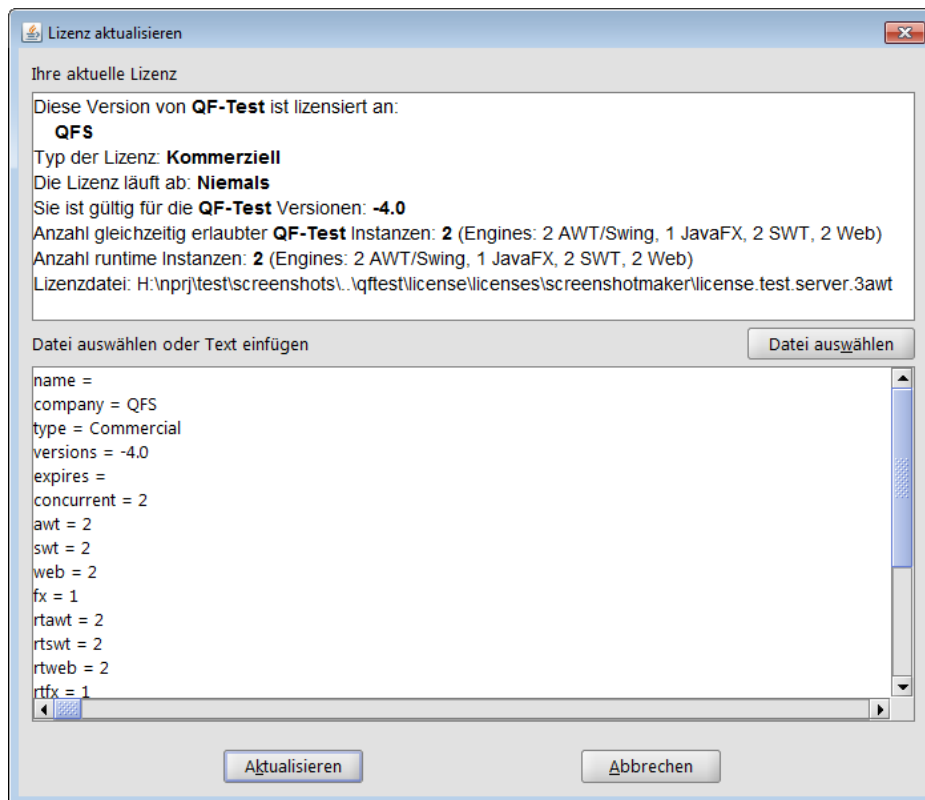 Lizenz aktualisieren
Ihre aktuelle Lizenz
Diese Version von QF-Test ist lizensiert an:
QFS
Typ der Lizenz: Kommerziell
Die Lizenz läuft ab: Niemals
Sie ist gültig für die QF-Test Versionen: -4.0
Anzahl gleichzeitig erlaubter QF-Test Instanzen: 2 (Engines: 2 AWT/Swing, 1 JavaFX, 2 SWT, 2 Web)
Anzahl runtime Instanzen: 2 (Engines: 2 AWT/Swing, 1 JavaFX, 2 SWT, 2 Web)
Lizenzdatei: H:\nprj\test\screenshots\..\qftest\license\licenses\screenshotmaker\license.test.server.3awt
Datei auswählen oder Text einfügen
Datei auswählen
name =
company = QFS
type = Commercial
versions = -4.0
expires =
concurrent = 2
awt = 2
swt = 2
web = 2
fx = 1
rtawt = 2
rtswt = 2
rtweb = 2
rtfx = 1
Aktualisieren
Abbrechen